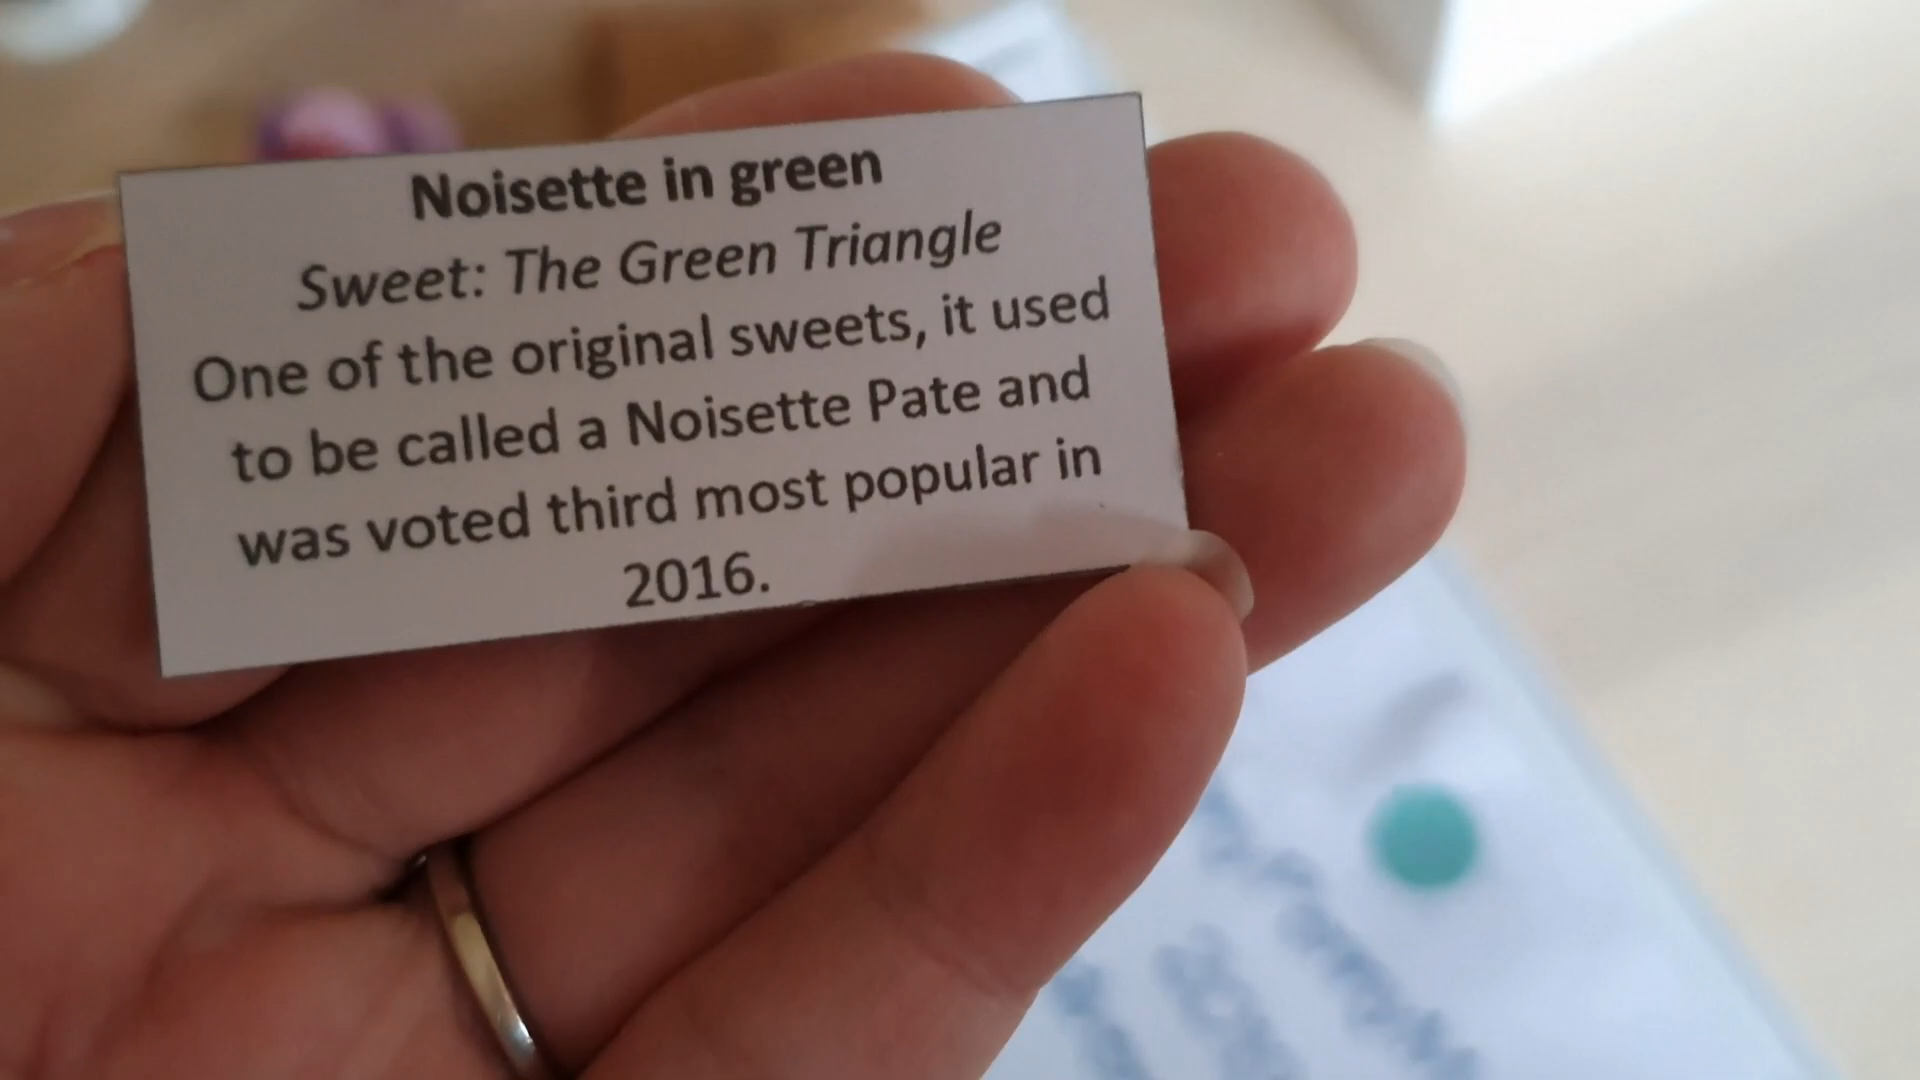 Noisette in green
Sweet: The Green Triangle
One of the original sweets, it used
to be called a Noisette Pate and
was voted third most popular in
2016.